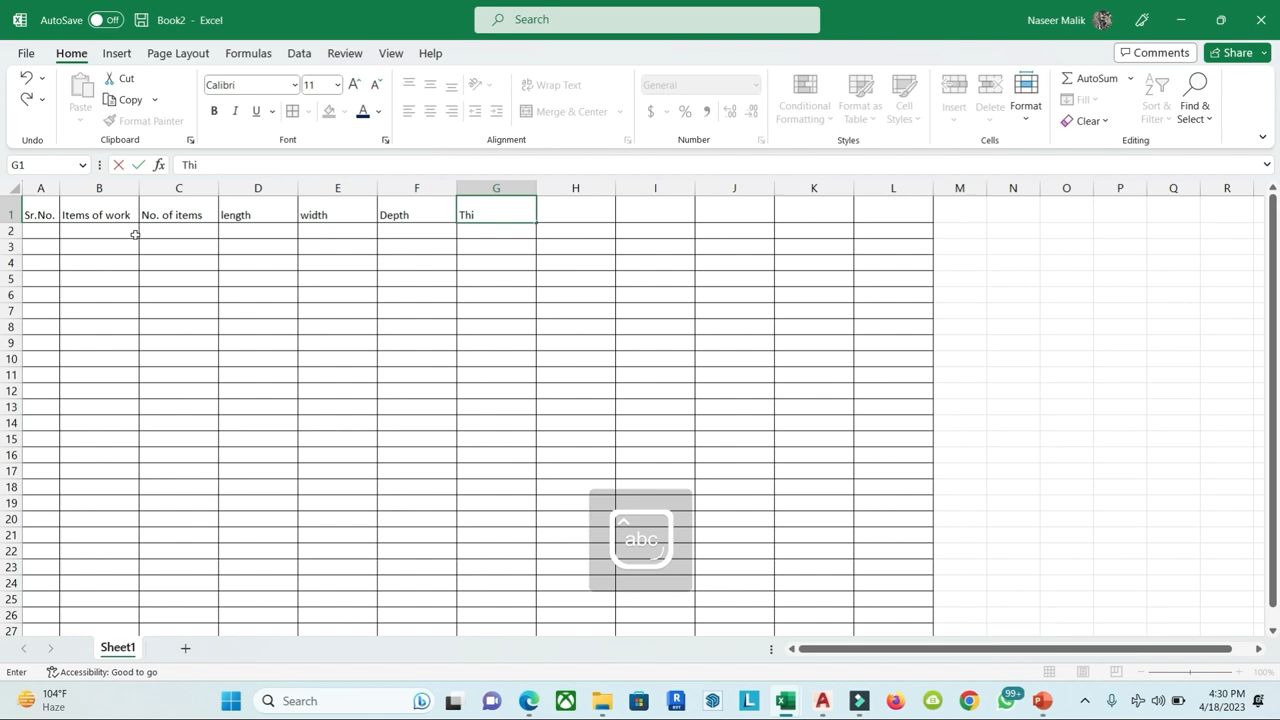 AutoSave Off Book2 - Excel Search Naseer Malik
File Home Insert Page Layout Formulas Data Review View Help Comments Share
Cut
Copy
Format Painter
Paste
Calibri 11
B I U
Wrap Text
Merge & Center
General
$ % ,
Conditional Formatting
Format as Table
Cell Styles
Insert
Delete
Format
AutoSum
Fill
Clear
Sort & Filter
Find & Select
Undo Clipboard Font Alignment Number Styles Cells Editing
G1 fx Thi
A B C D E F G H I J K L M N O P Q R
1 Sr.No. Items of work No. of items length width Depth Thi
2
3
4
5
6
7
8
9
10
11
12
13
14
15
16
17
18
19
20
21
22
23
24
25
26
27
abc
Sheet1
Enter Accessibility: Good to go 100%
104°F
Haze
Search
99+
4:30 PM
4/18/2023